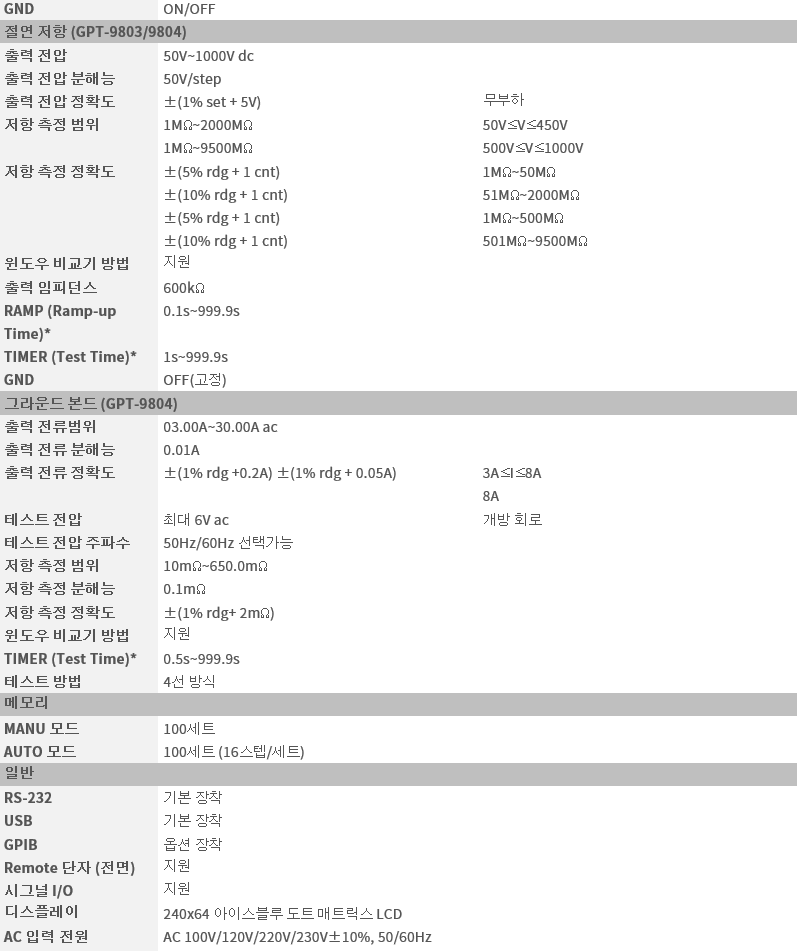 GND ON/OFF
절연 저항 (GPT-9803/9804)
출력 전압 50V~1000V dc
출력 전압 분해능 50V/step
출력 전압 정확도 ±(1% set + 5V) 무부하
저항 측정 범위 1MΩ~2000MΩ 50V≤V≤450V
1MΩ~9500MΩ 500V≤V≤1000V
저항 측정 정확도 ±(5% rdg + 1 cnt) 1MΩ~50MΩ
±(10% rdg + 1 cnt) 51MΩ~2000MΩ
±(5% rdg + 1 cnt) 1MΩ~500MΩ
±(10% rdg + 1 cnt) 501MΩ~9500MΩ
윈도우 비교기 방법 지원
출력 임피던스 600kΩ
RAMP (Ramp-up 0.1s~999.9s
Time)*
TIMER (Test Time)* 1s~999.9s
GND OFF(고정)
그라운드 본드 (GPT-9804)
출력 전류범위 03.00A~30.00A ac
출력 전류 분해능 0.01A
출력 전류 정확도 ±(1% rdg +0.2A) ±(1% rdg + 0.05A) 3A≤I≤8A
8A
테스트 전압 최대 6V ac 개방 회로
테스트 전압 주파수 50Hz/60Hz 선택가능
저항 측정 범위 10mΩ~650.0mΩ
저항 측정 분해능 0.1mΩ
저항 측정 정확도 ±(1% rdg+ 2mΩ)
윈도우 비교기 방법 지원
TIMER (Test Time)* 0.5s~999.9s
테스트 방법 4선 방식
메모리
MANU 모드 100세트
AUTO 모드 100세트 (16스텝/세트)
일반
RS-232 기본 장착
USB 기본 장착
GPIB 옵션 장착
Remote 단자 (전면) 지원
시그널 I/O 지원
디스플레이 240x64 아이스블루 도트 매트릭스 LCD
AC 입력 전원 AC 100V/120V/220V/230V±10%, 50/60Hz